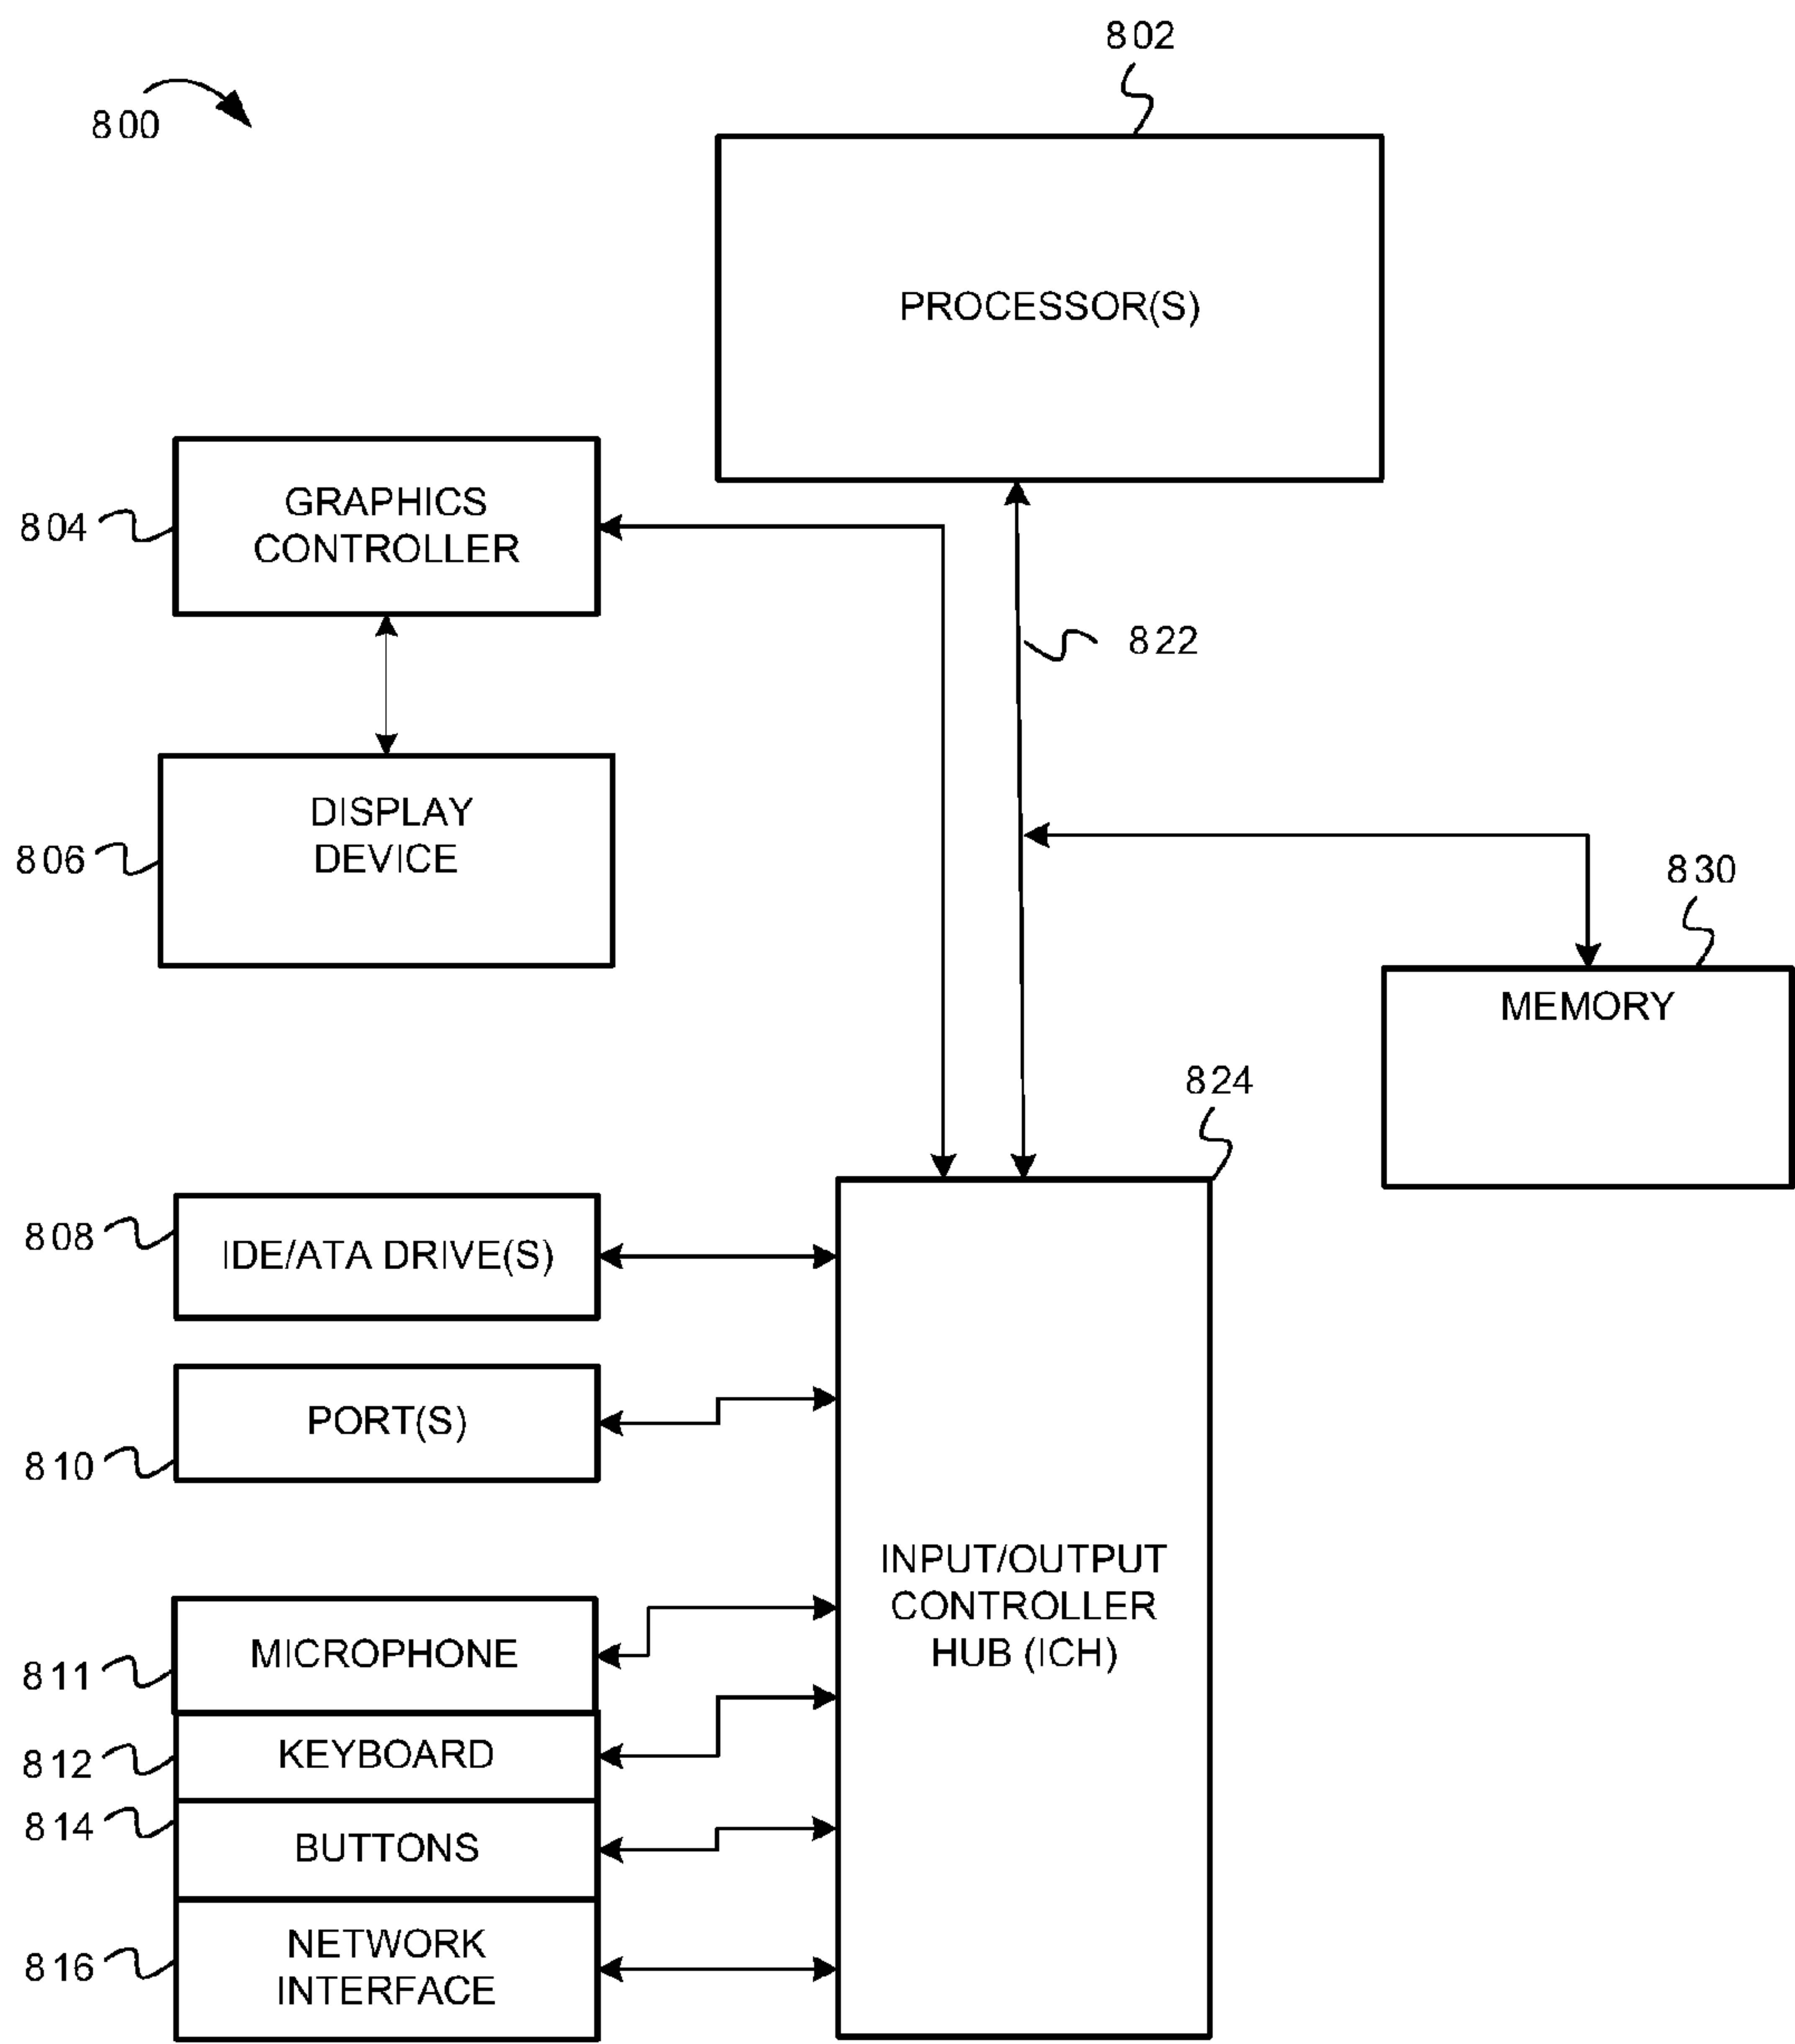 802
800
PROCESSOR(S)
804
GRAPHICS
CONTROLLER
822
806
DISPLAY
DEVICE
830
MEMORY
824
808
IDE/ATA DRIVE(S)
810
PORT(S)
INPUT/OUTPUT
CONTROLLER
HUB (ICH)
811
MICROPHONE
812
KEYBOARD
814
BUTTONS
816
NETWORK
INTERFACE